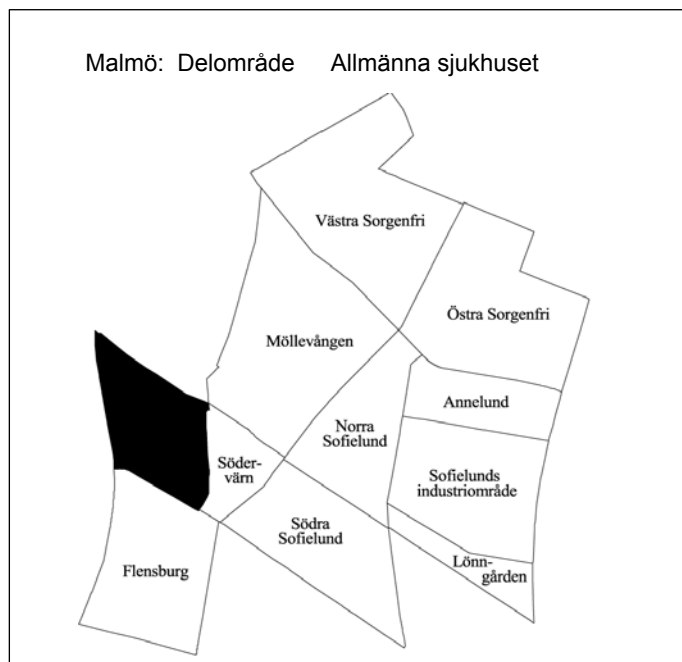 Malmö: Delområde Allmänna sjukhuset
Västra Sorgenfri
Östra Sorgenfri
Möllevången
Annelund
Norra
Sofielund
Söder-
värn
Sofielunds
industriområde
Södra
Sofielund
Lönn-
gården
Flensburg